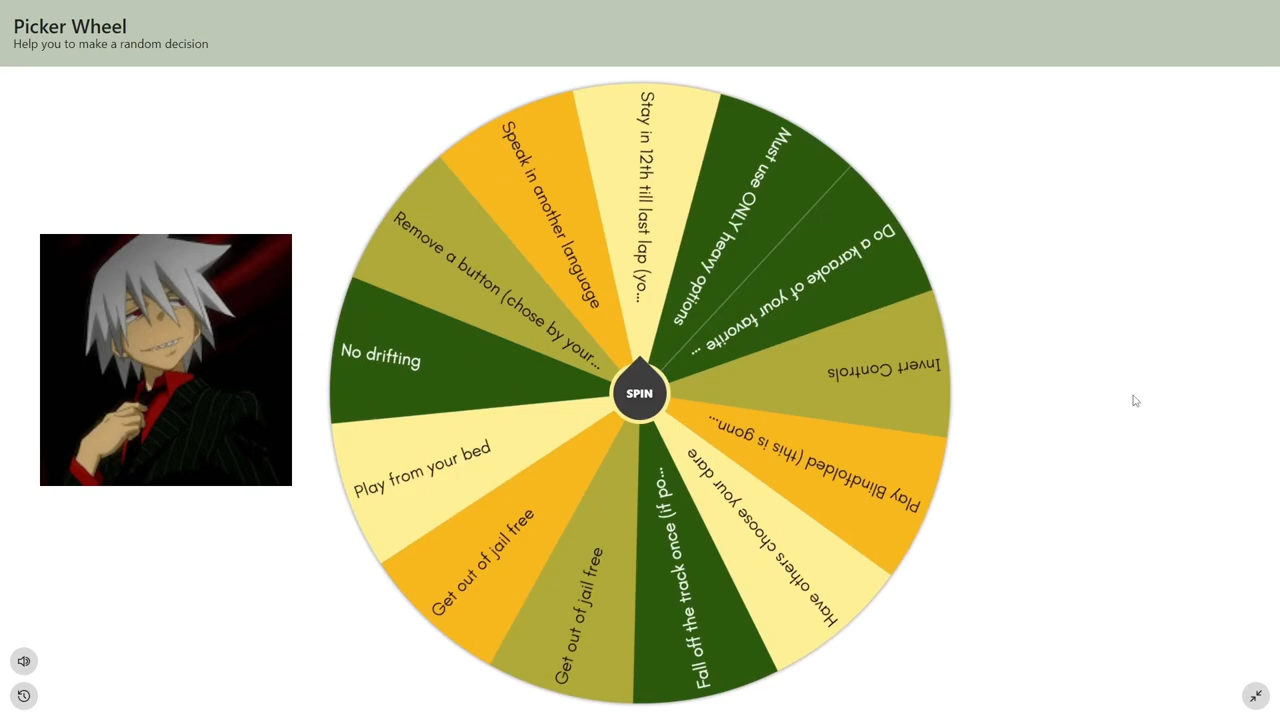 Picker Wheel
Help you to make a random decision
Stay in 12th till last lap (yo...
Must use ONLY heavy options
Do a karaoke of your favorite ...
Invert Controls
Play Blindfolded (this is gonn...
Have others choose your dare
Fall off the track once (if po...
Get out of jail free
Get out of jail free
Play from your bed
No drifting
Remove a button (chose by your...
Speak in another language
SPIN